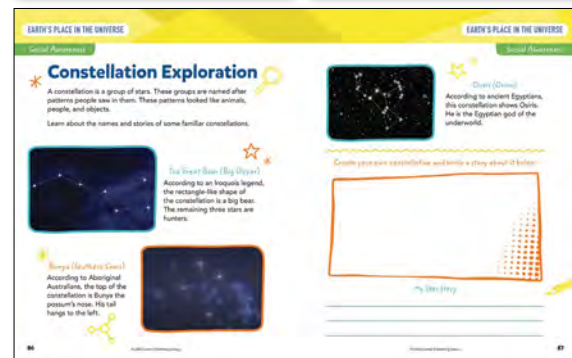 EARTH'S PLACE IN THE UNIVERSE
Social Awareness
Constellation Exploration
A constellation is a group of stars. These groups are named after
patterns people saw in them. These patterns looked like animals,
people, and objects.
Learn about the names and stories of some familiar constellations.
The Great Bear (Big Dipper)
According to an Iroquois legend,
the rectangle-like shape of
the constellation is a big bear.
The remaining three stars are
hunters.
Bunya (Southern Cross)
According to Aboriginal
Australians, the top of the
constellation is Bunya the
possum's nose. His tail
hangs to the left.
86
EARTH'S PLACE IN THE UNIVERSE
Social Awareness
Osiris (Orion)
According to ancient Egyptians,
this constellation shows Osiris.
He is the Egyptian god of the
underworld.
Create your own constellation and write a story about it below.
My Star Story
87